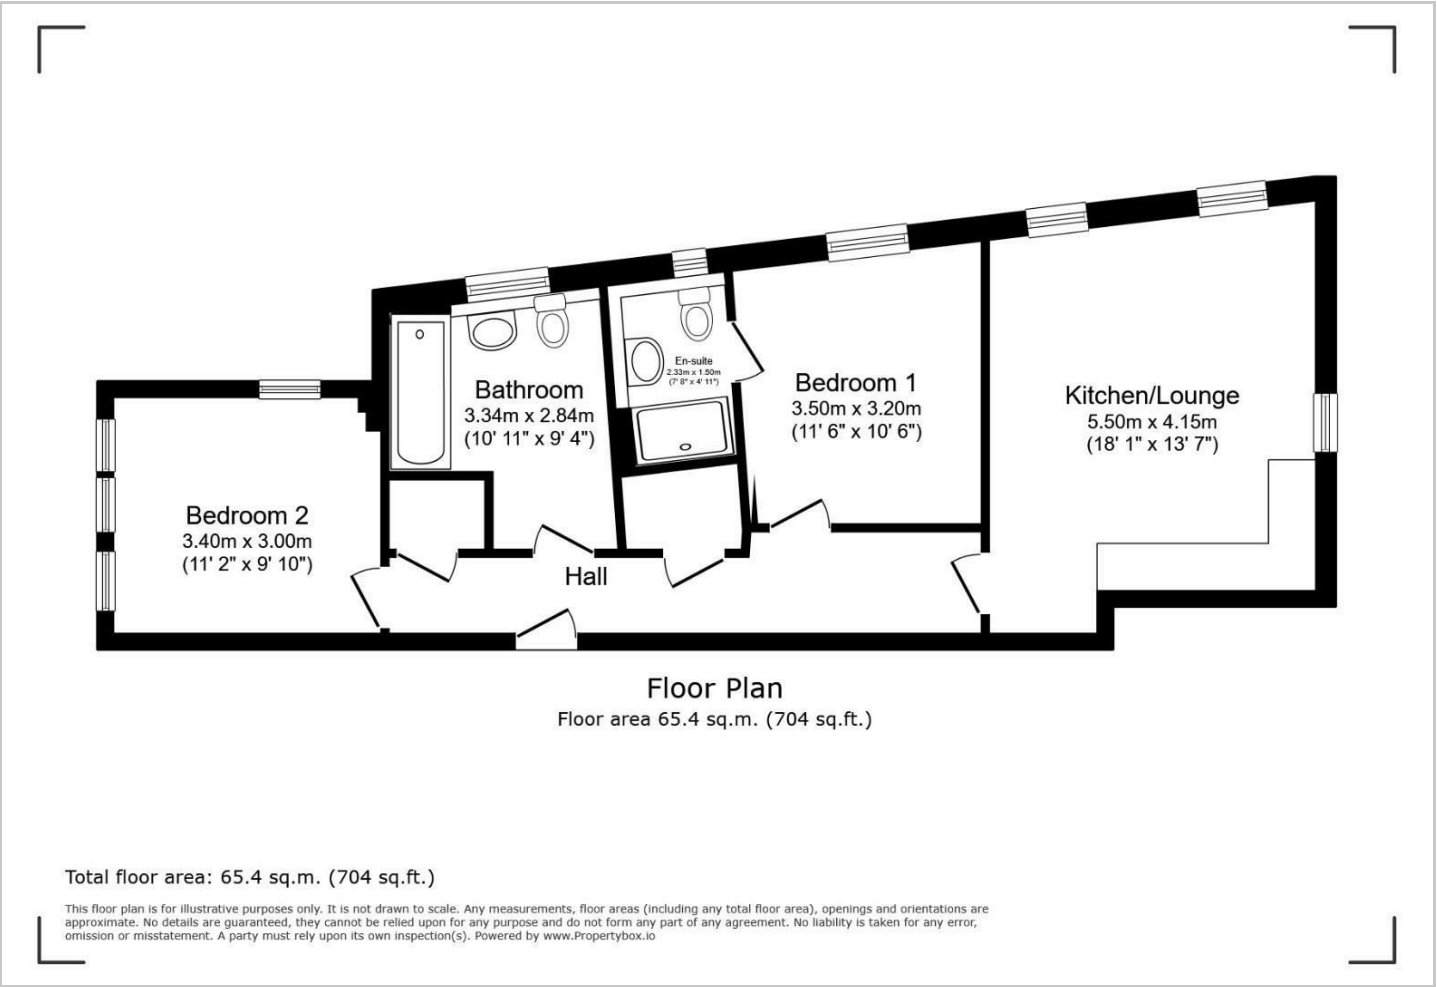 Bathroom
3.34m x 2.84m
(10' 11" x 9' 4")
En-suite
2.33m x 1.50m
(7' 8" x 4' 11")
Bedroom 1
3.50m x 3.20m
(11' 6" x 10' 6")
Kitchen/Lounge
5.50m x 4.15m
(18' 1" x 13' 7")
Bedroom 2
3.40m x 3.00m
(11' 2" x 9' 10")
Hall
Floor Plan
Floor area 65.4 sq.m. (704 sq.ft.)
Total floor area: 65.4 sq.m. (704 sq.ft.)
This floor plan is for illustrative purposes only. It is not drawn to scale. Any measurements, floor areas (including any total floor area), openings and orientations are
approximate. No details are guaranteed, they cannot be relied upon for any purpose and do not form any part of any agreement. No liability is taken for any error,
omission or misstatement. A party must rely upon its own inspection(s). Powered by www.Propertybox.io